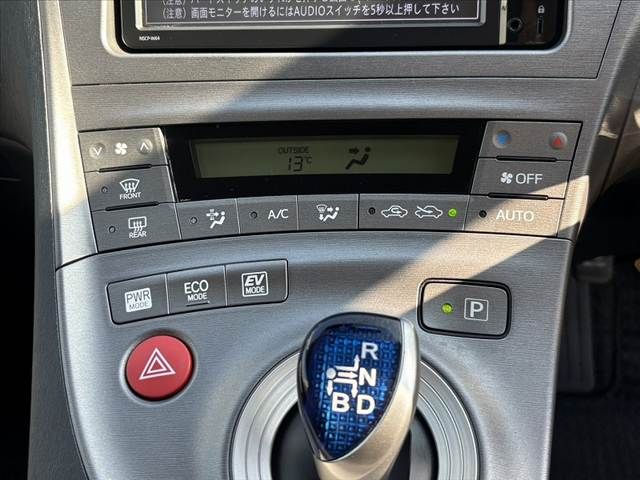 (注意) 画面モニターを開けるにはAUDIOスイッチを5秒以上押して下さい
NSCP-W64
OUTSIDE
13℃
FRONT
OFF
REAR
A/C
AUTO
PWR MODE
ECO MODE
EV MODE
P
R
N
B D